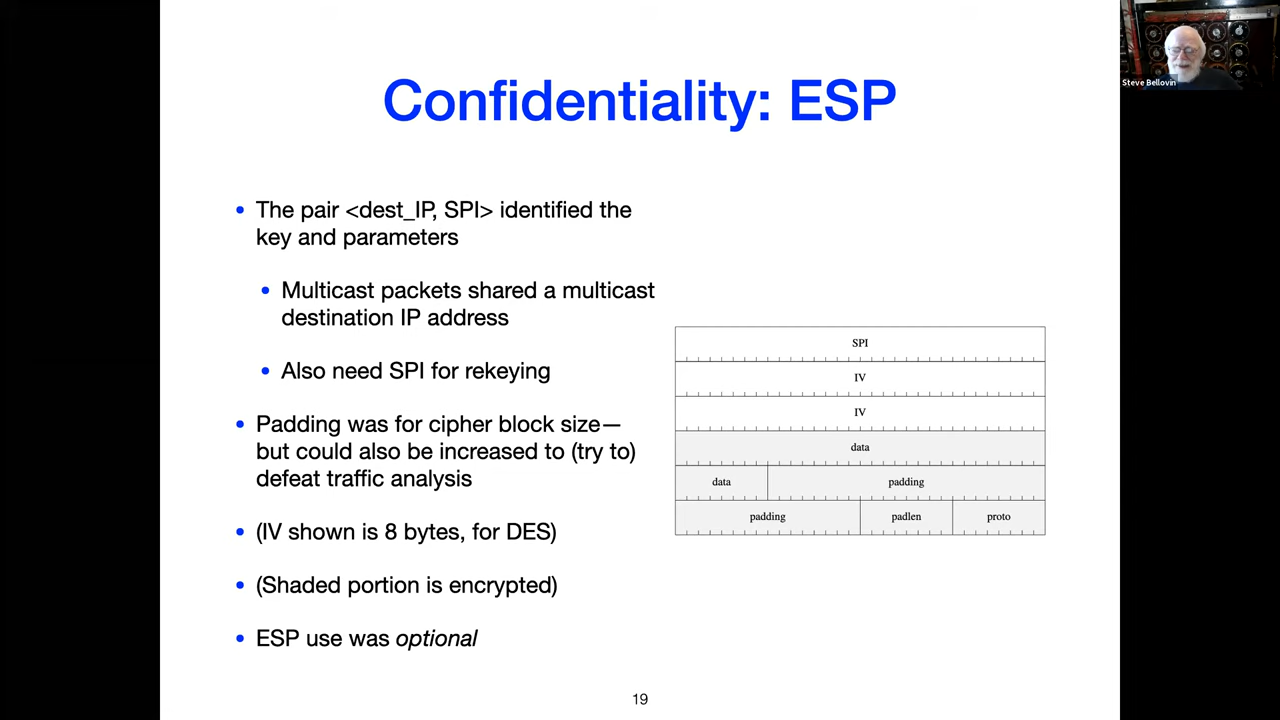 Confidentiality: ESP
• The pair <dest_IP, SPI> identified the
key and parameters
• Multicast packets shared a multicast
destination IP address
• Also need SPI for rekeying
• Padding was for cipher block size—
but could also be increased to (try to)
defeat traffic analysis
• (IV shown is 8 bytes, for DES)
• (Shaded portion is encrypted)
• ESP use was optional
SPI
IV
IV
data
data padding
padding padlen proto
19
Steve Bellovin